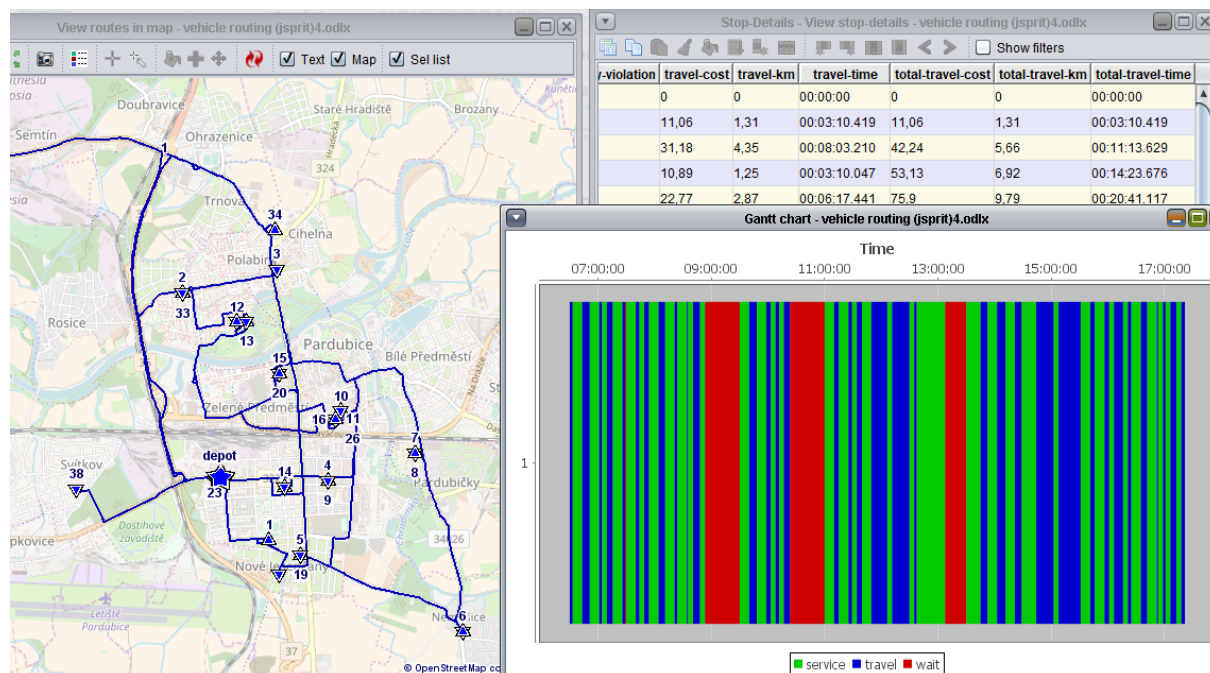 View routes in map - vehicle routing (jsprit)4.odlx
Text Map Sel list
Doubravice
Staré Hradiště
Brozany
Semtín
Ohrazenice
1
324
Trnova
34
Cihelna
3
Polabiny
2
33
12
13
Rosice
Pardubice
Bílé Předměstí
15
20
Zelené Předměstí
10
16
11
26
7
8
Pardubičky
Svítkov
38
depot
23
14
4
9
Dostihové
závodiště
1
5
19
34026
6
Letiště
Pardubice
© OpenStreetMap co
Stop-Details - View stop-details - vehicle routing (jsprit)4.odlx
Show filters
y-violation travel-cost travel-km travel-time total-travel-cost total-travel-km total-travel-time
0 0 00:00:00 0 0 00:00:00
11,06 1,31 00:03:10.419 11,06 1,31 00:03:10.419
31,18 4,35 00:08:03.210 42,24 5,66 00:11:13.629
10,89 1,25 00:03:10.047 53,13 6,92 00:14:23.676
22,77 2,87 00:06:17.441 75,9 9,79 00:20:41.117
Gantt chart - vehicle routing (jsprit)4.odlx
Time
07:00:00 09:00:00 11:00:00 13:00:00 15:00:00 17:00:00
1
service travel wait